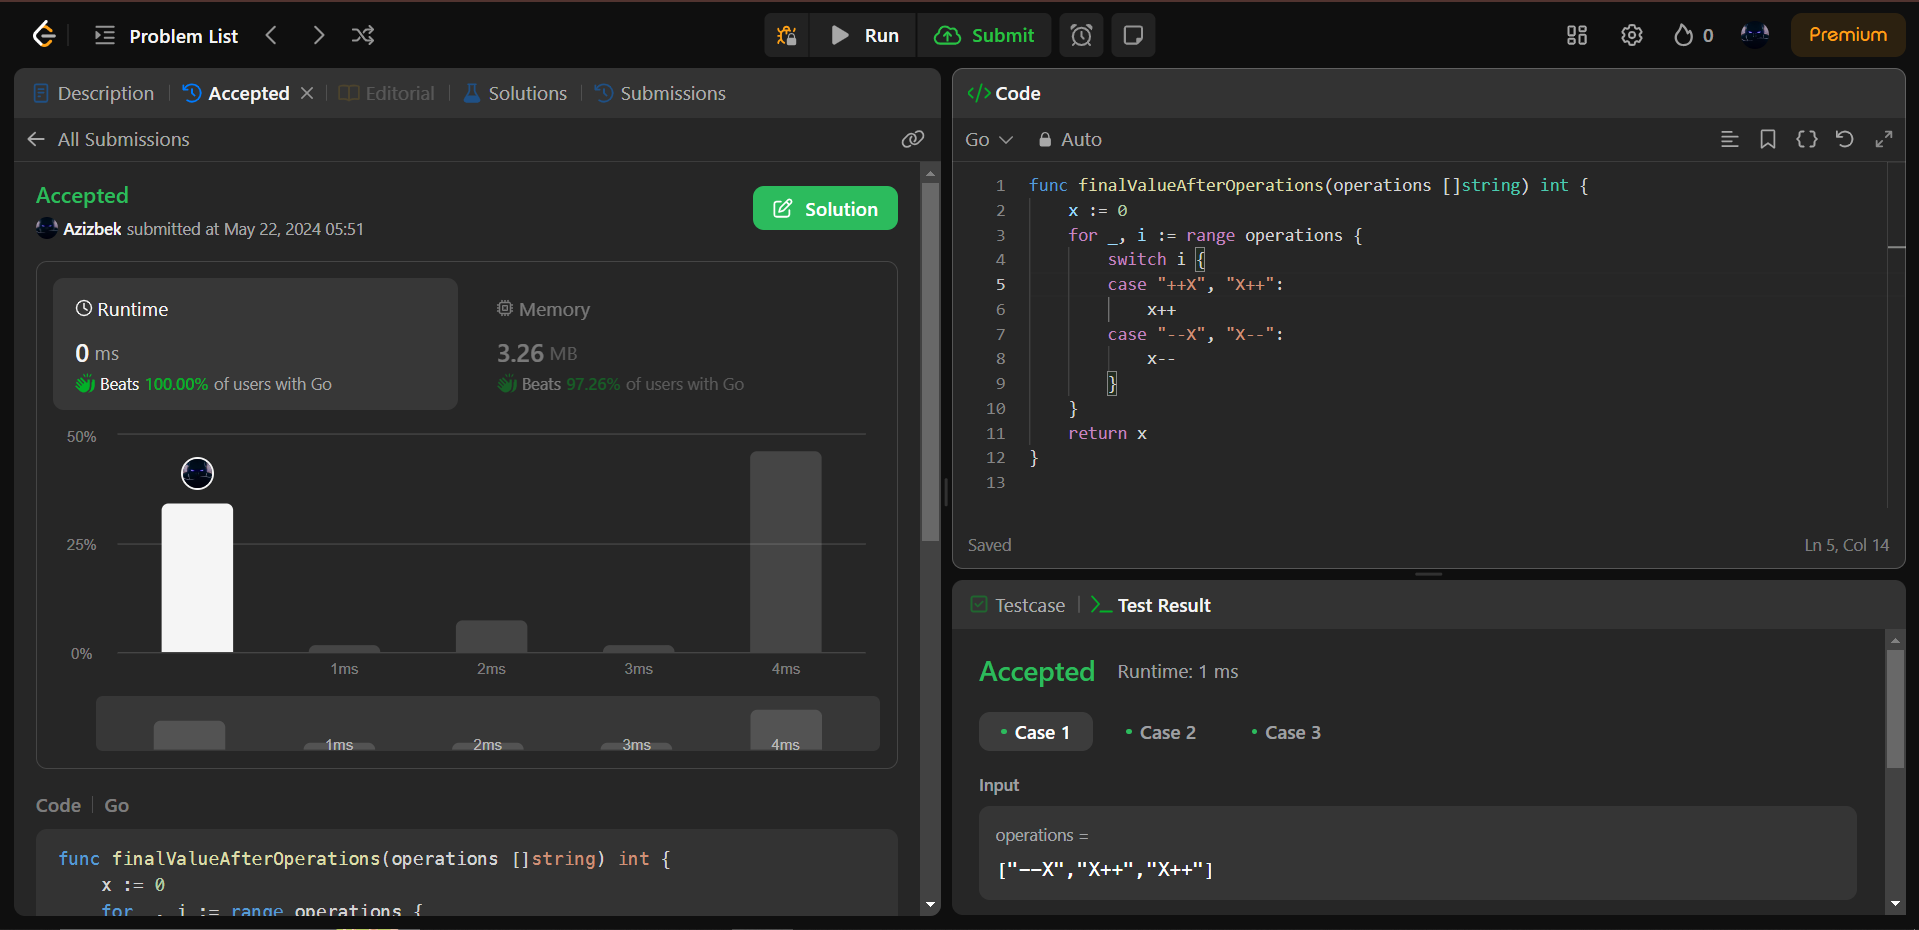 Problem List
Run
Submit
0
Premium
Description
Accepted
Editorial
Solutions
Submissions
All Submissions
Accepted
Azizbek submitted at May 22, 2024 05:51
Solution
Runtime
0 ms
Beats 100.00% of users with Go
Memory
3.26 MB
Beats 97.26% of users with Go
50%
25%
0%
1ms 2ms 3ms 4ms
1ms 2ms 3ms 4ms
Code Go
func finalValueAfterOperations(operations []string) int {
x := 0
for _, i := range operations {
Code
Go
Auto
1 func finalValueAfterOperations(operations []string) int {
2 x := 0
3 for _, i := range operations {
4 switch i {
5 case "++X", "X++":
6 x++
7 case "--X", "X--":
8 x--
9 }
10 }
11 return x
12 }
13
Saved
Ln 5, Col 14
Testcase
Test Result
Accepted
Runtime: 1 ms
Case 1
Case 2
Case 3
Input
operations =
["--X","X++","X++"]